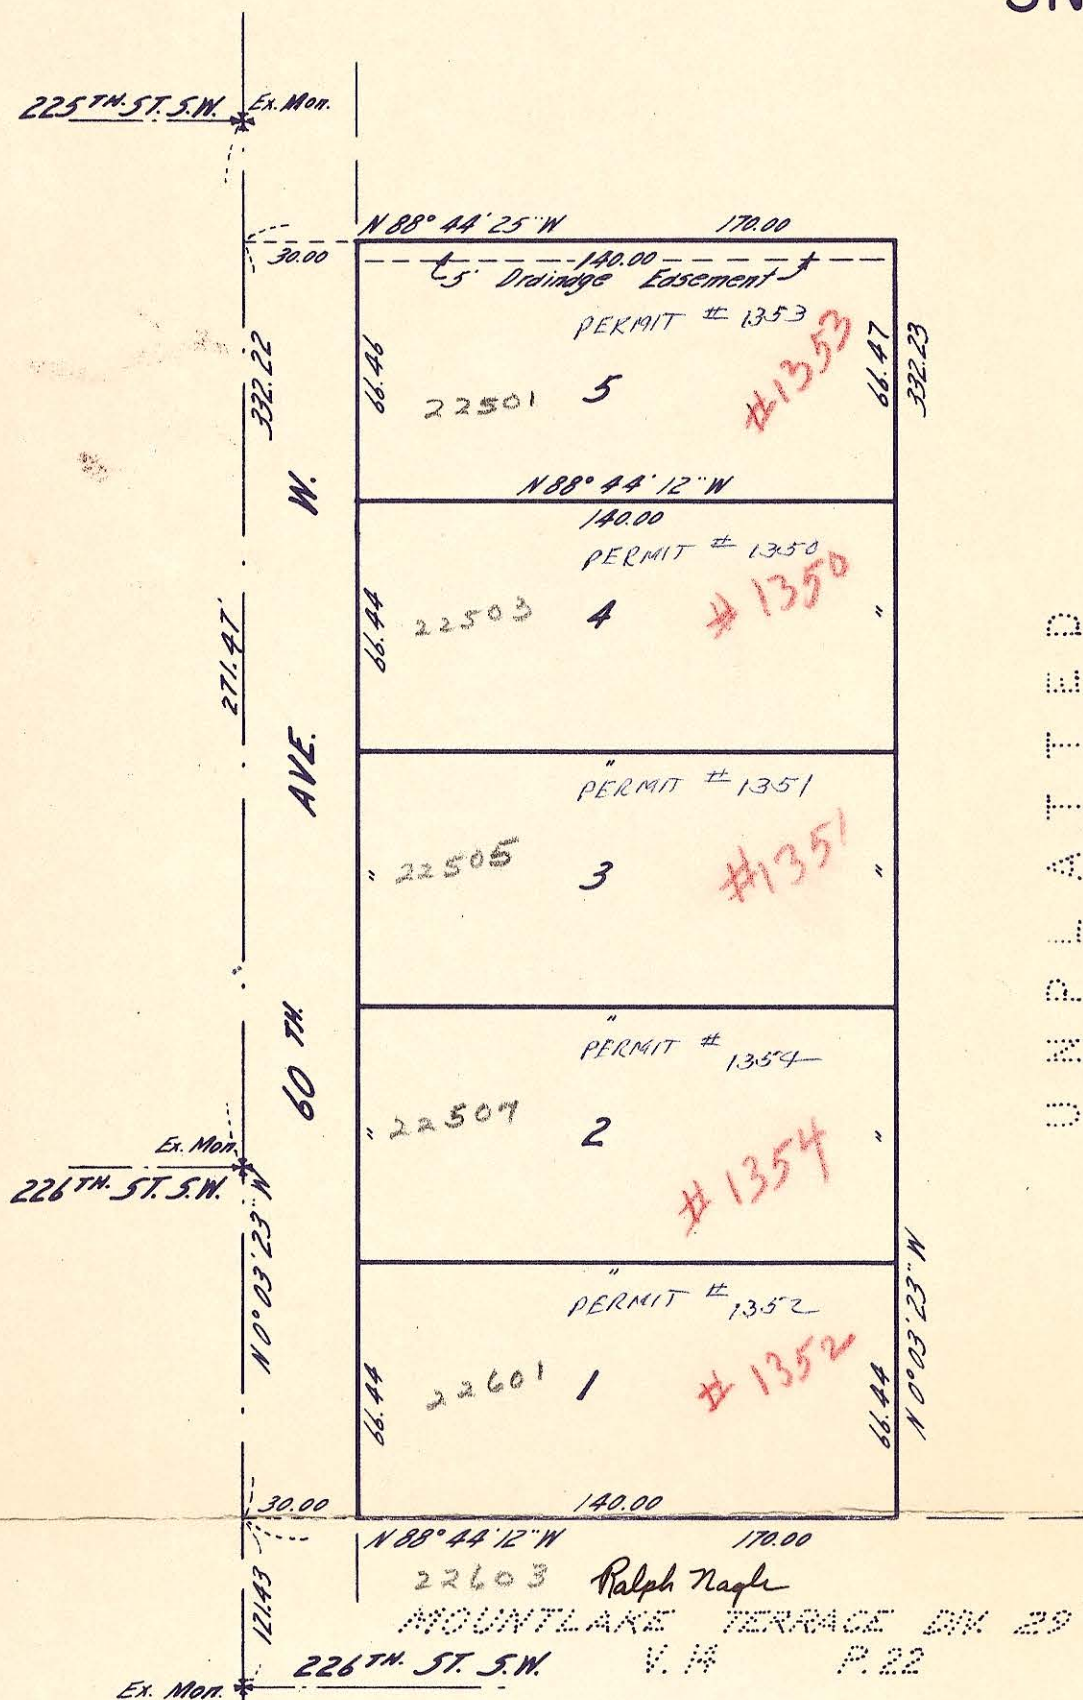 225TH. ST. S.W. Ex. Mon.
N 88° 44' 25" W 170.00
30.00
140.00
5' Drainage Easement
PERMIT # 1353
#1353
332.22
66.46
22501 5
66.47
332.23
N 88° 44' 12" W
140.00
PERMIT # 1350
# 1350
66.44
22503 4 "
271.47'
"
PERMIT # 1351
#1351
" 22505 3 "
60 TH. AVE. W.
UNPLATTED
"
PERMIT # 1354
" 22507 2 "
# 1354
Ex. Mon.
226TH. ST. S.W.
N 0° 03' 23" W
"
PERMIT # 1352
# 1352
66.44
22601 1
66.44
N 0° 03' 23" W
30.00
140.00
N 88° 44' 12" W 170.00
22603 Ralph Nagle
121.43
MOUNTLAKE TERRACE DIV. 29
V. 14 P. 22
226TH. ST. S.W.
Ex. Mon.